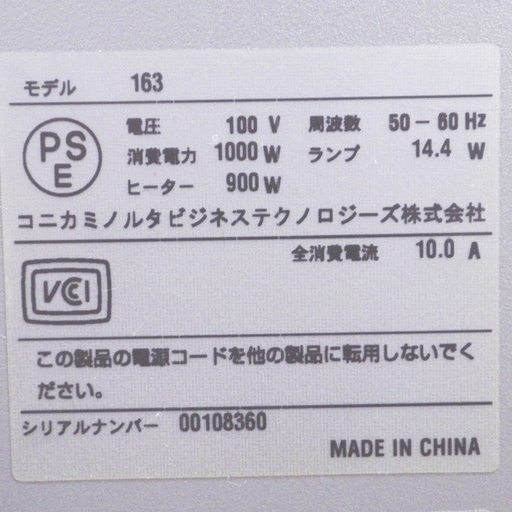 モデル 163
PS E
電圧 100 V 周波数 50－60 Hz
消費電力 1000 W ランプ 14.4 W
ヒーター 900 W
コニカミノルタビジネステクノロジーズ株式会社
全消費電流 10.0 A
VCCI
この製品の電源コードを他の製品に転用しないでく
ださい。
シリアルナンバー 00108360
MADE IN CHINA